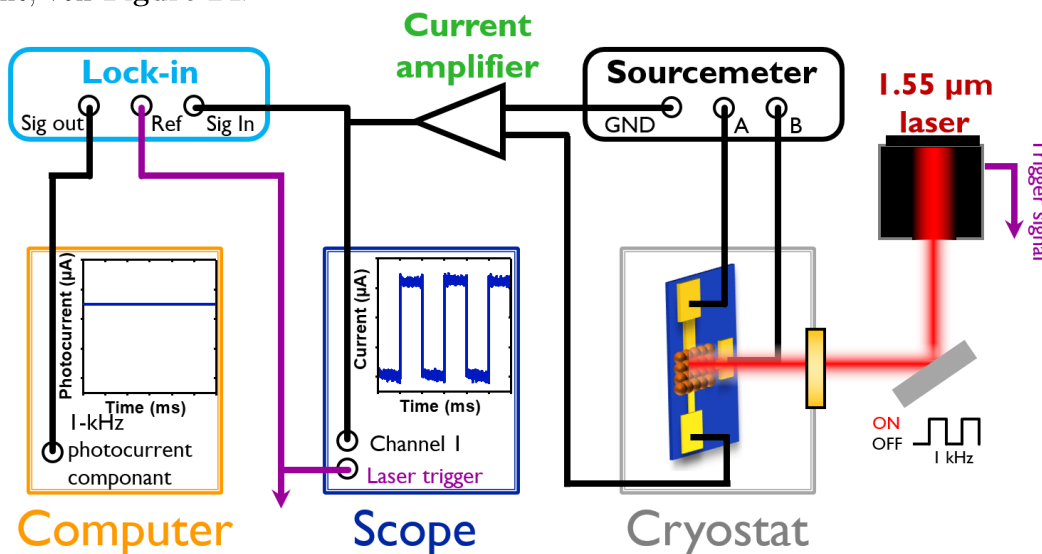 Current
amplifier
Lock-in
Sig out
Ref
Sig In
Sourcemeter
GND
A
B
1.55 µm
laser
Trigger signal
Photocurrent (µA)
Time (ms)
1-kHz
photocurrent
componant
Computer
Current (µA)
Time (ms)
Channel 1
Laser trigger
Scope
Cryostat
ON
OFF
1 kHz